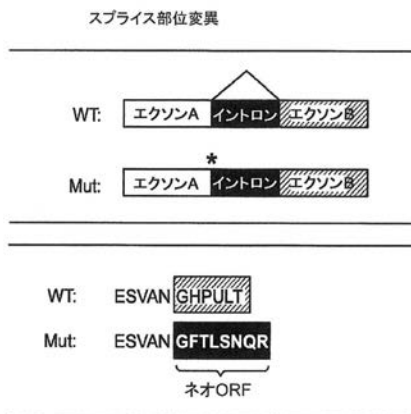 スプライス部位変異
WT: エクソンA イントロン エクソンB
*
Mut: エクソンA イントロン エクソンB
WT: ESVAN GHPULT
Mut: ESVAN GFTLSNQR
ネオORF